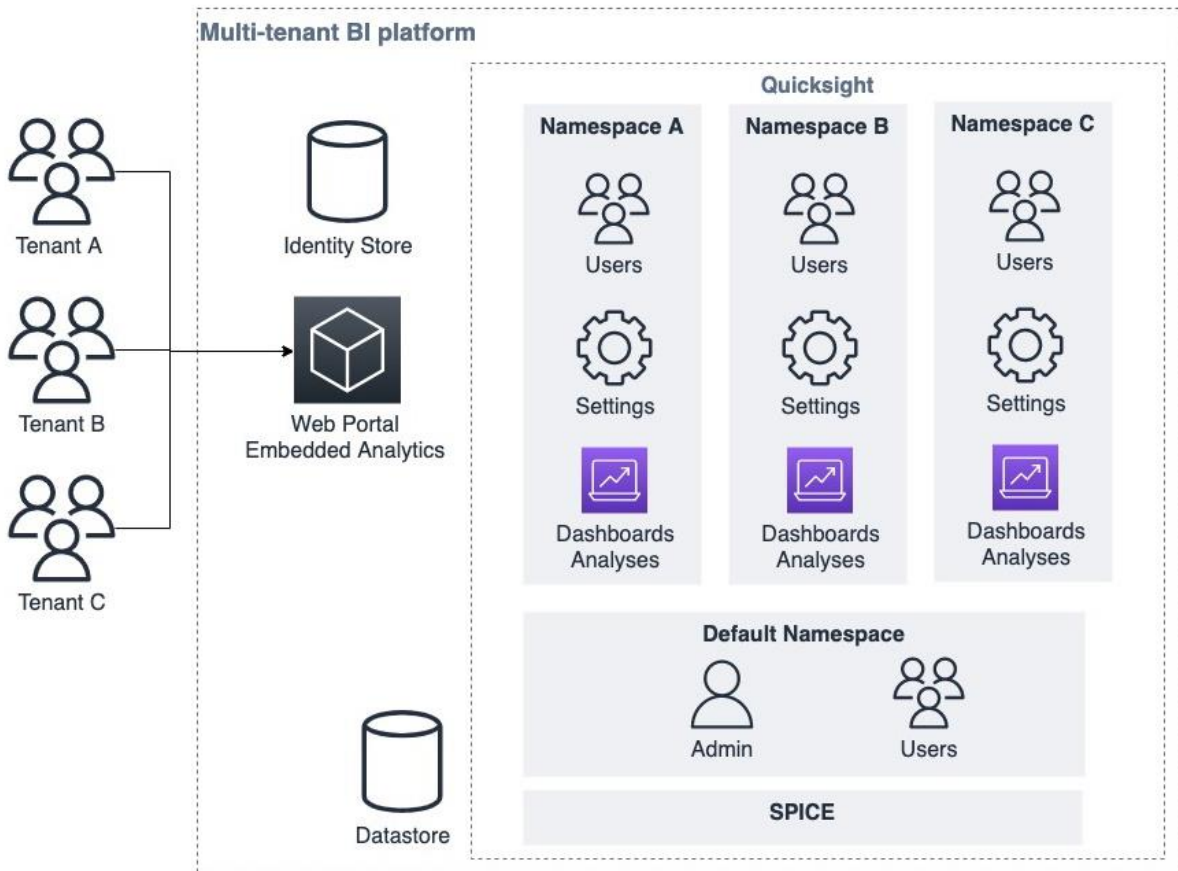 Multi-tenant BI platform
Quicksight
Tenant A
Tenant B
Tenant C
Identity Store
Web Portal
Embedded Analytics
Datastore
Namespace A
Users
Settings
Dashboards
Analyses
Namespace B
Users
Settings
Dashboards
Analyses
Namespace C
Users
Settings
Dashboards
Analyses
Default Namespace
Admin
Users
SPICE